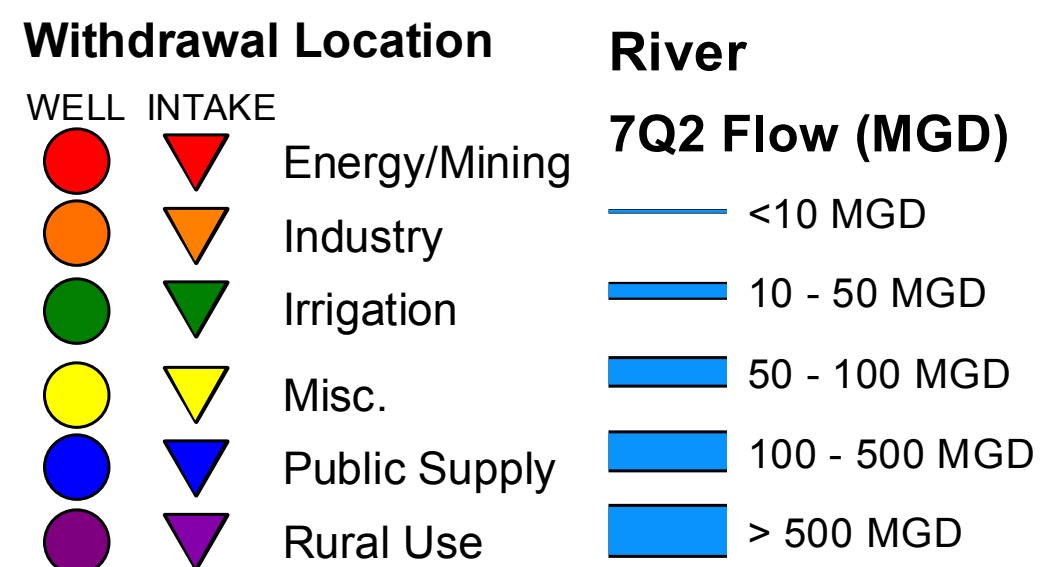 Withdrawal Location
WELL INTAKE
Energy/Mining
Industry
Irrigation
Misc.
Public Supply
Rural Use
River
7Q2 Flow (MGD)
<10 MGD
10 - 50 MGD
50 - 100 MGD
100 - 500 MGD
> 500 MGD